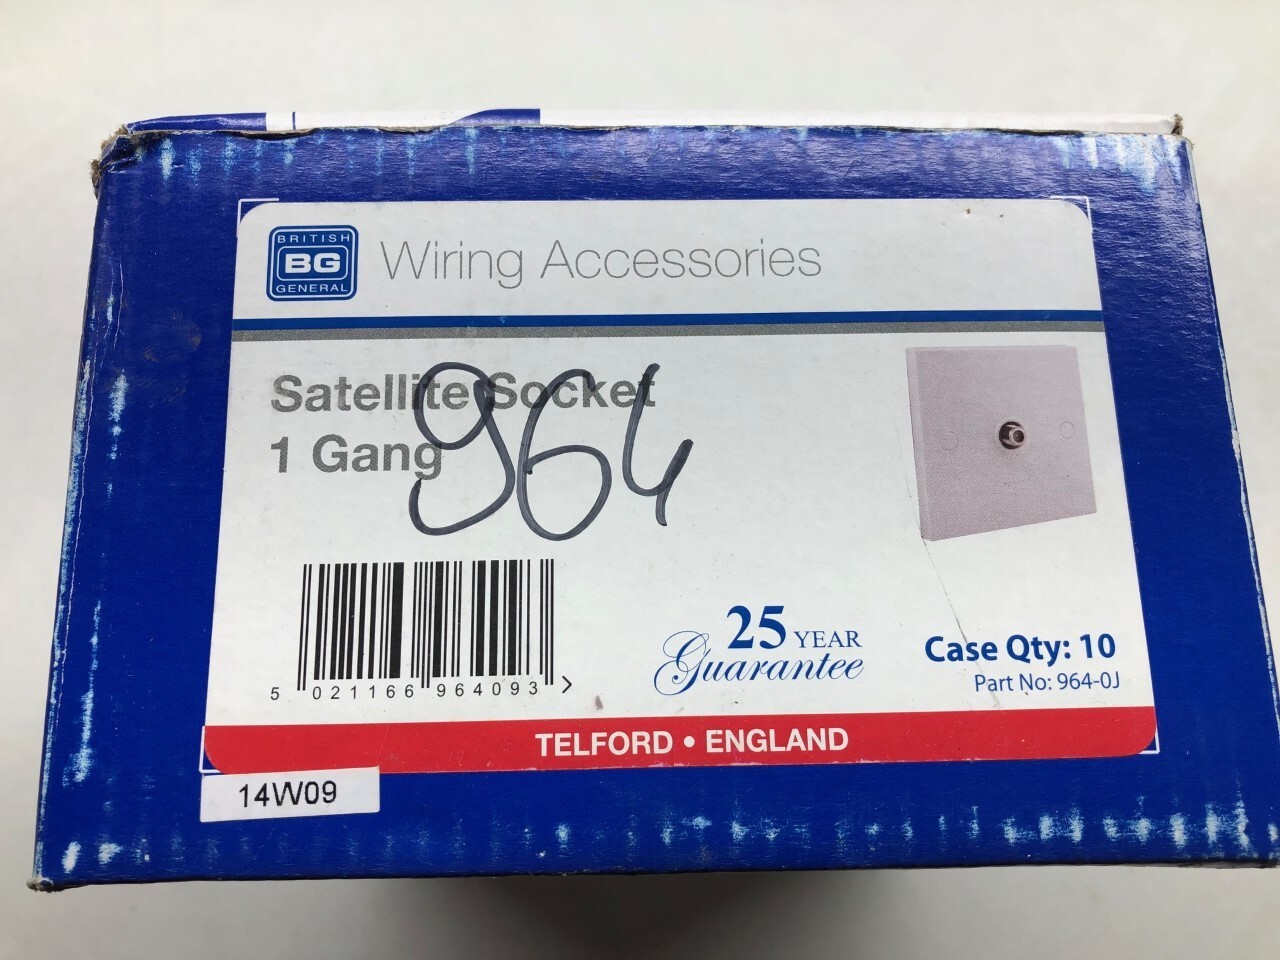 BRITISH
BG
GENERAL
Wiring Accessories
Satellite Socket
1 Gang
964
5 021166 964093 >
25 YEAR
Guarantee
Case Qty: 10
Part No: 964-0J
TELFORD • ENGLAND
14W09